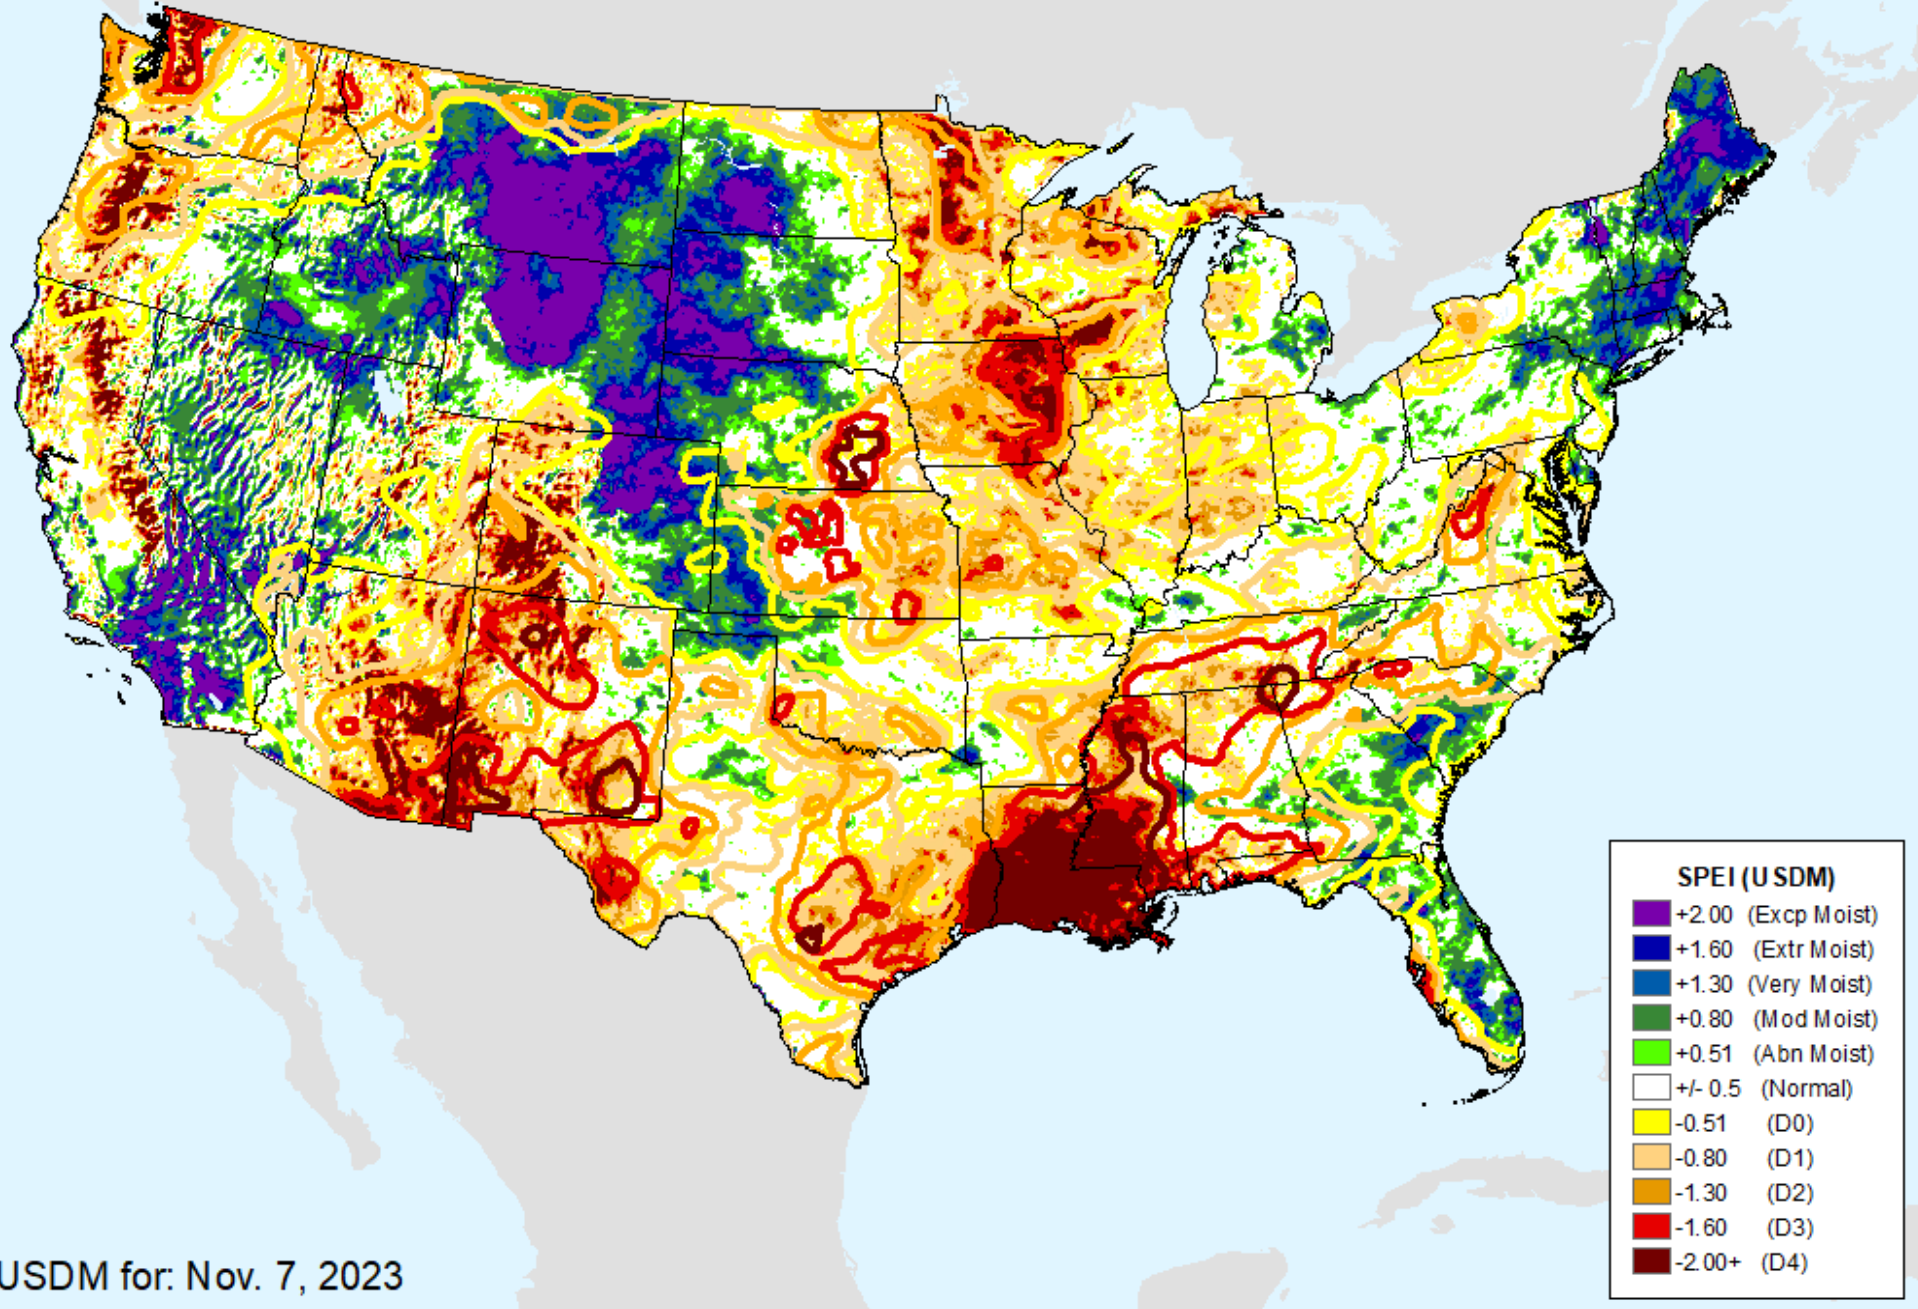 SPEI (USDM)
+2.00 (Excp Moist)
+1.60 (Extr Moist)
+1.30 (Very Moist)
+0.80 (Mod Moist)
+0.51 (Abn Moist)
+/- 0.5 (Normal)
-0.51 (D0)
-0.80 (D1)
-1.30 (D2)
-1.60 (D3)
-2.00+ (D4)
USDM for: Nov. 7, 2023